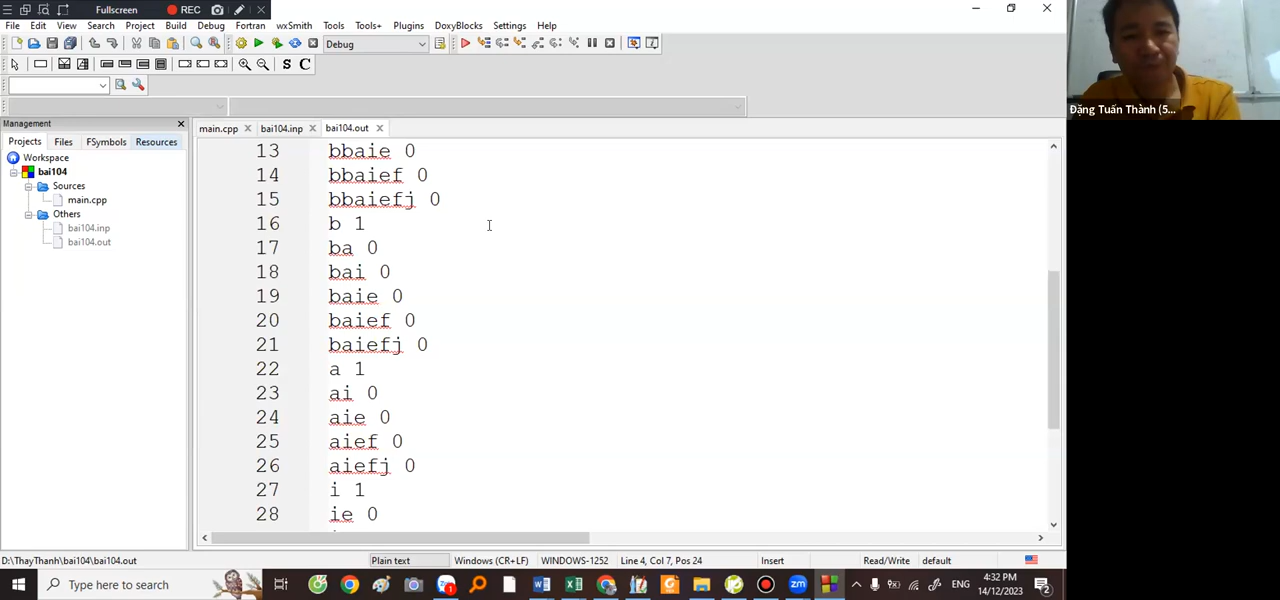 Fullscreen REC
File Edit View Search Project Build Debug Fortran wxSmith Tools Tools+ Plugins DoxyBlocks Settings Help
Debug
S C
Management
Projects Files FSymbols Resources
Workspace
bai104
Sources
main.cpp
Others
bai104.inp
bai104.out
main.cpp bai104.inp bai104.out
13 bbaie 0
14 bbaief 0
15 bbaiefj 0
16 b 1
17 ba 0
18 bai 0
19 baie 0
20 baief 0
21 baiefj 0
22 a 1
23 ai 0
24 aie 0
25 aief 0
26 aiefj 0
27 i 1
28 ie 0
Đặng Tuấn Thành (5...
D:\ThayThanh\bai104\bai104.out Plain text Windows (CR+LF) WINDOWS-1252 Line 4, Col 7, Pos 24 Insert Read/Write default
Type here to search
ENG
4:32 PM
14/12/2023